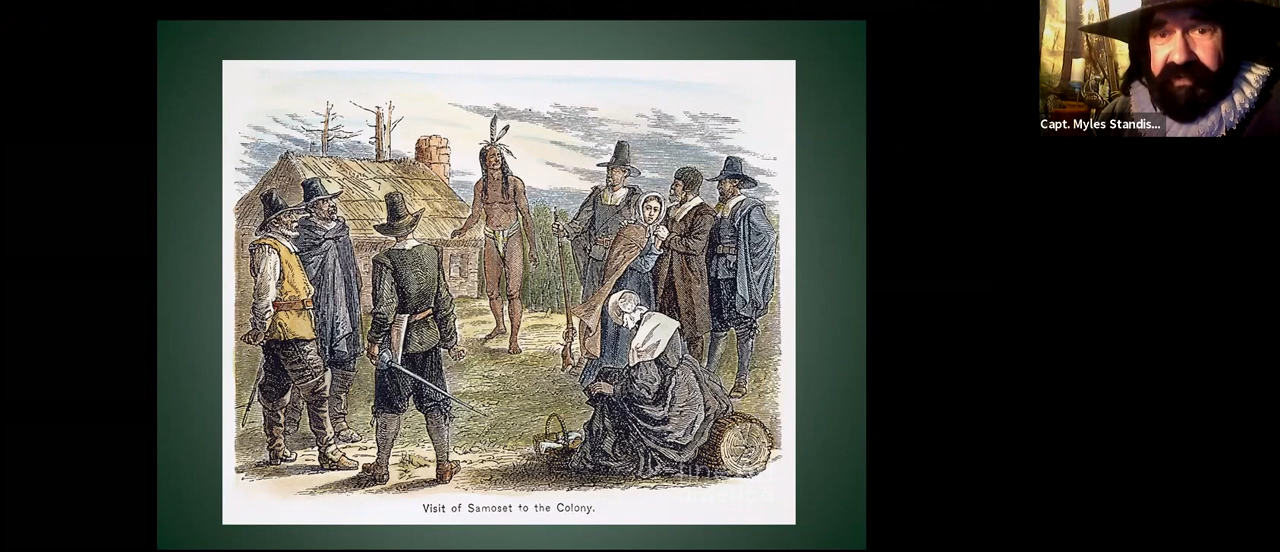 Capt. Myles Standis...
Visit of Samoset to the Colony.